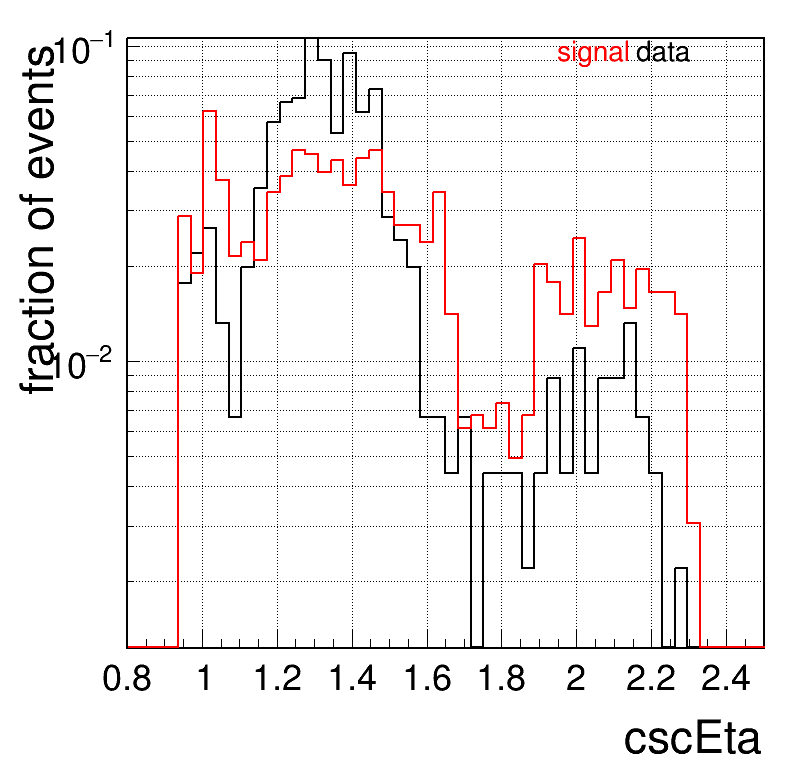 signal data
10⁻¹
fraction of events
10⁻²
0.8 1 1.2 1.4 1.6 1.8 2 2.2 2.4
cscEta